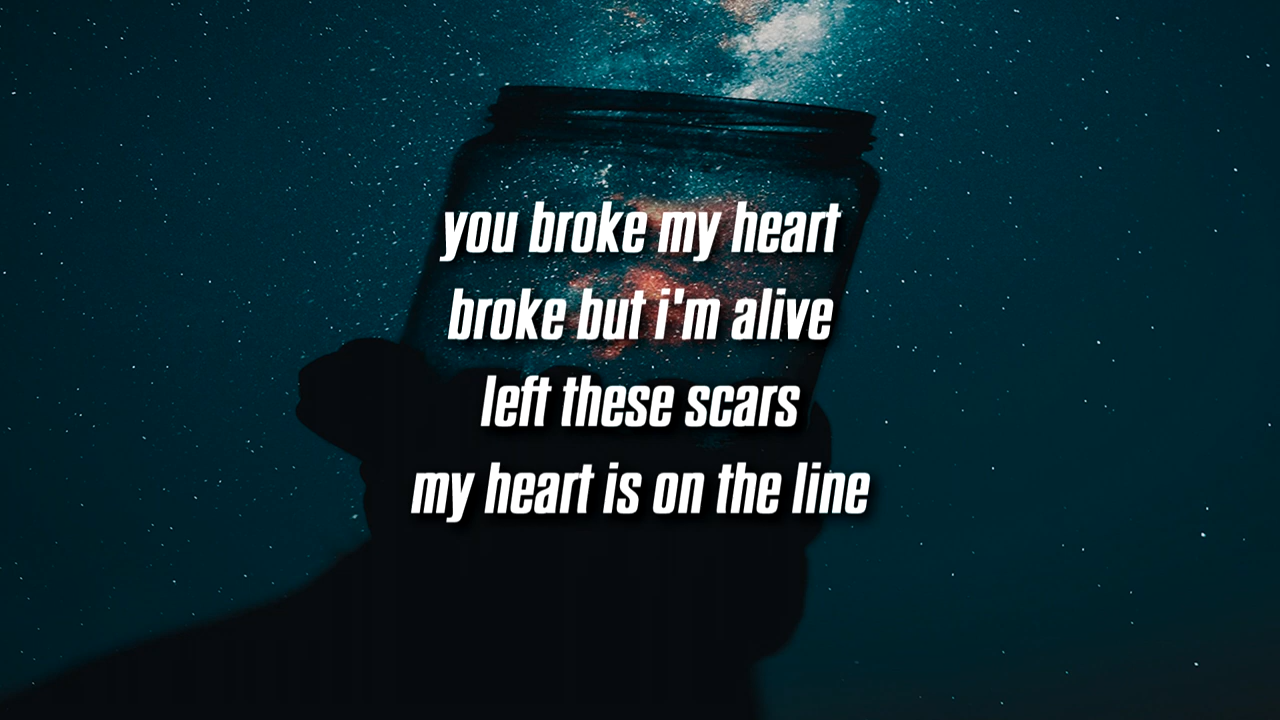 you broke my heart
broke but i'm alive
left these scars
my heart is on the line